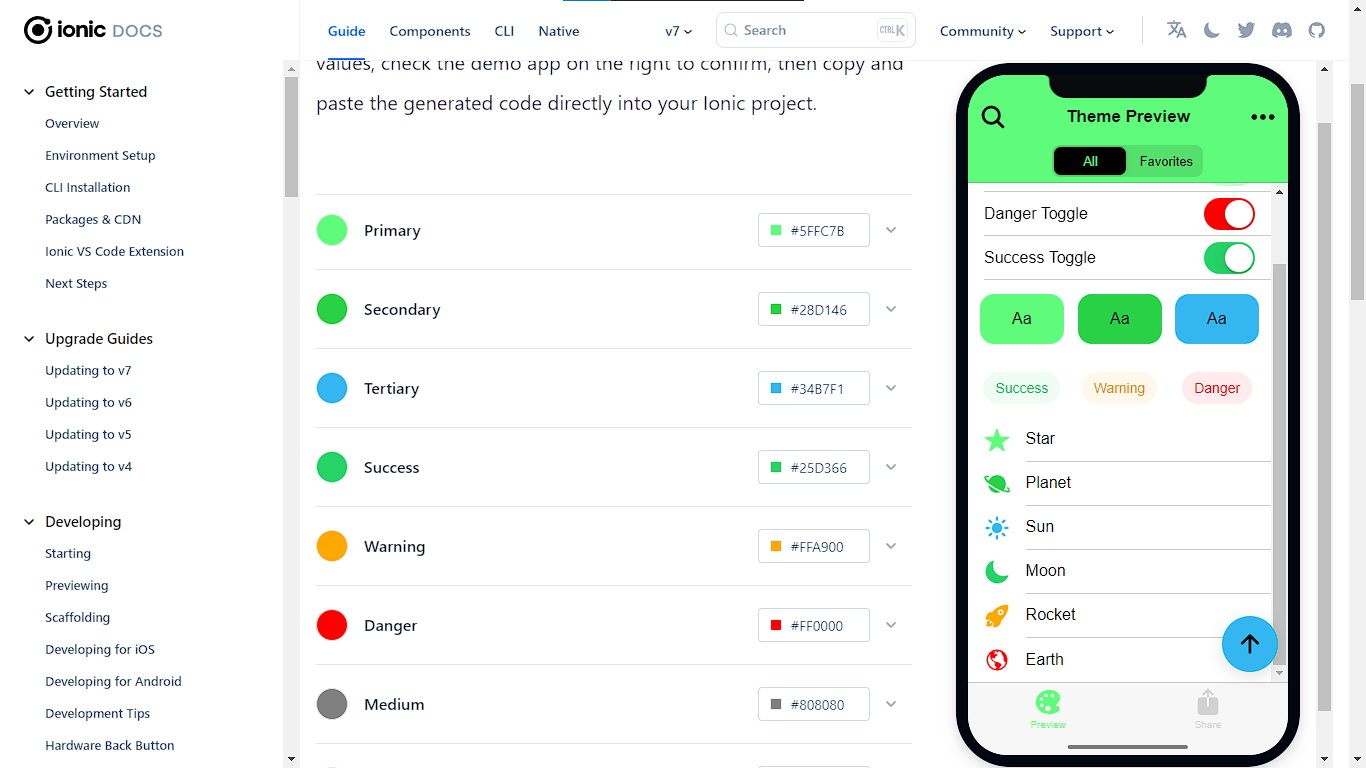 ionic DOCS
Guide
Components
CLI
Native
v7
Search
CTRL K
Community
Support
Getting Started
Overview
Environment Setup
CLI Installation
Packages & CDN
Ionic VS Code Extension
Next Steps
Upgrade Guides
Updating to v7
Updating to v6
Updating to v5
Updating to v4
Developing
Starting
Previewing
Scaffolding
Developing for iOS
Developing for Android
Development Tips
Hardware Back Button
values, check the demo app on the right to confirm, then copy and
paste the generated code directly into your Ionic project.
Primary #5FFC7B
Secondary #28D146
Tertiary #34B7F1
Success #25D366
Warning #FFA900
Danger #FF0000
Medium #808080
Theme Preview
All Favorites
Danger Toggle
Success Toggle
Aa Aa Aa
Success Warning Danger
Star
Planet
Sun
Moon
Rocket
Earth
Preview Share